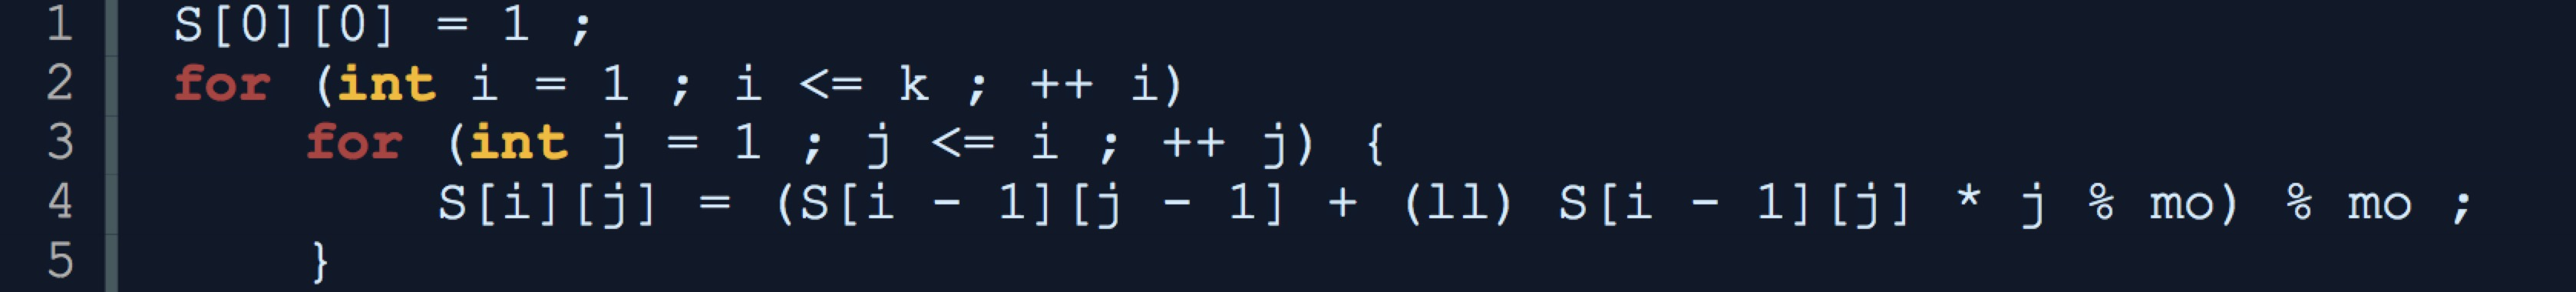 1 S[0][0] = 1 ;
2 for (int i = 1 ; i <= k ; ++ i)
3     for (int j = 1 ; j <= i ; ++ j) {
4         S[i][j] = (S[i - 1][j - 1] + (ll) S[i - 1][j] * j % mo) % mo ;
5     }